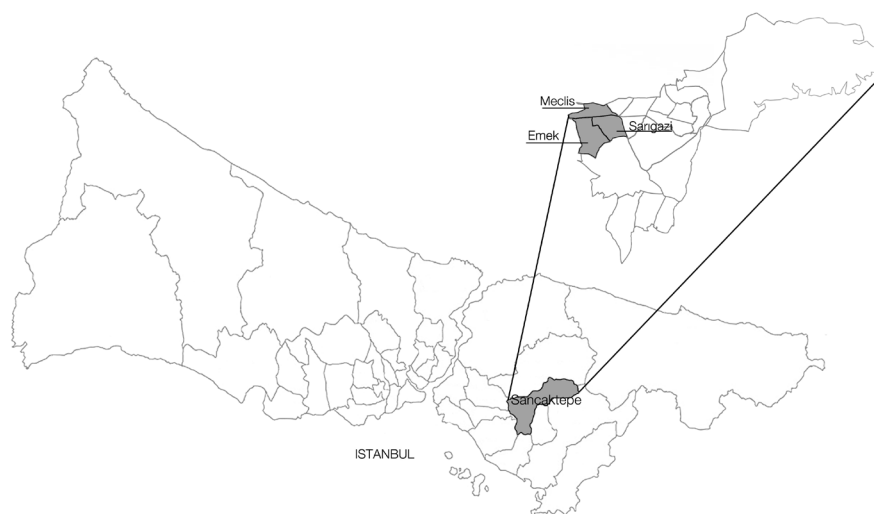 Meclis
Sarıgazi
Emek
Sancaktepe
ISTANBUL